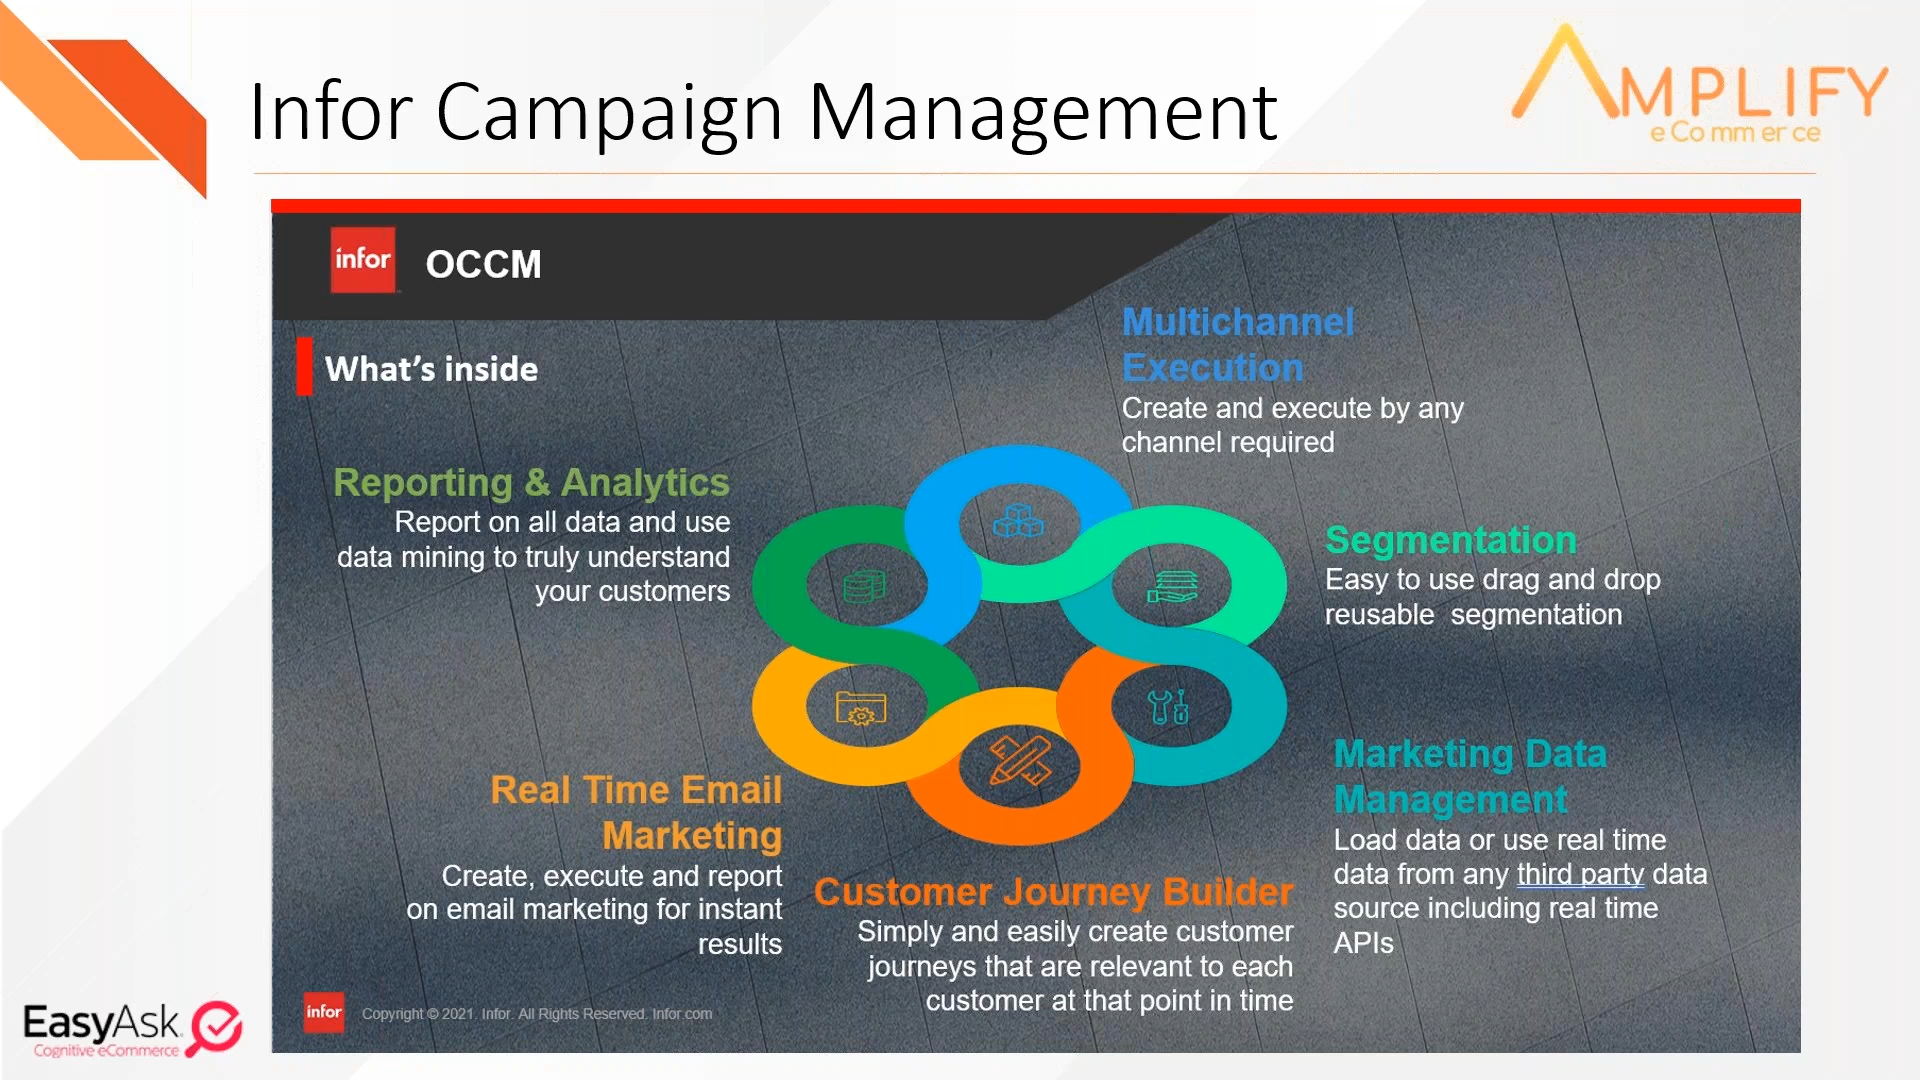 Infor Campaign Management
AMPLIFY
eCommerce
infor
OCCM
What's inside
Multichannel
Execution
Create and execute by any
channel required
Reporting & Analytics
Report on all data and use
data mining to truly understand
your customers
Segmentation
Easy to use drag and drop
reusable  segmentation
Marketing Data
Management
Load data or use real time
data from any third party data
source including real time
APIs
Real Time Email
Marketing
Create, execute and report
on email marketing for instant
results
Customer Journey Builder
Simply and easily create customer
journeys that are relevant to each
customer at that point in time
infor
Copyright © 2021. Infor. All Rights Reserved. Infor.com
EasyAsk
Cognitive eCommerce